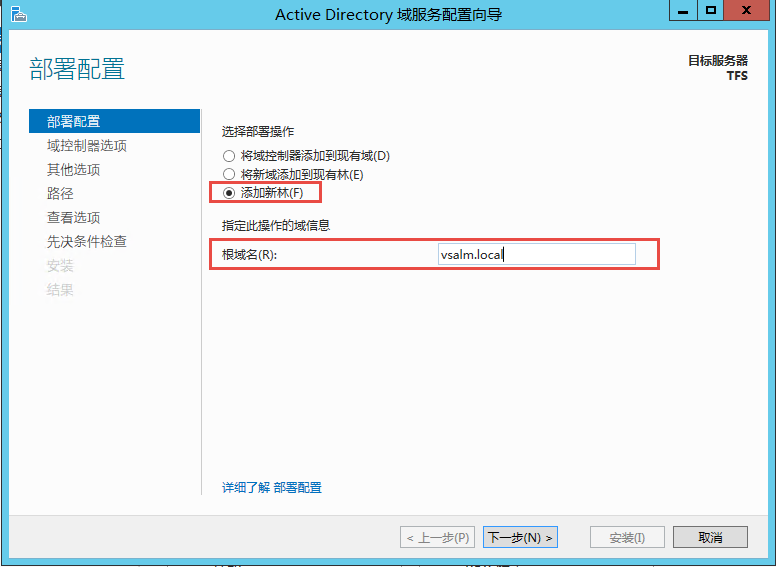 Active Directory 域服务配置向导
部署配置
目标服务器
TFS
部署配置
域控制器选项
其他选项
路径
查看选项
先决条件检查
安装
结果
选择部署操作
将域控制器添加到现有域(D)
将新域添加到现有林(E)
添加新林(F)
指定此操作的域信息
根域名(R): vsalm.local
详细了解 部署配置
< 上一步(P) 下一步(N) > 安装(I) 取消